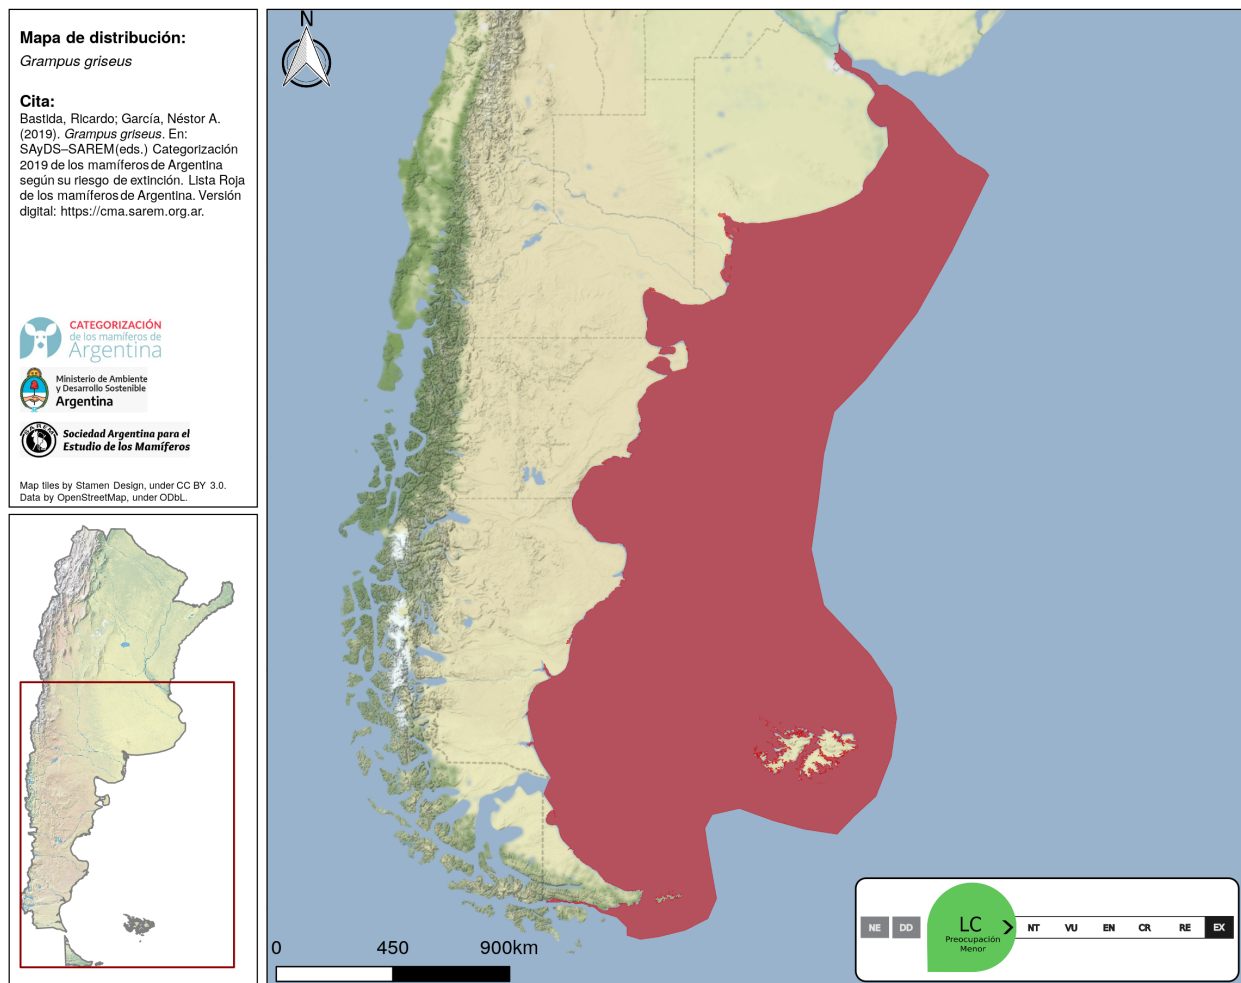 Mapa de distribución:
Grampus griseus
Cita:
Bastida, Ricardo; García, Néstor A.
(2019). Grampus griseus. En:
SAyDS–SAREM(eds.) Categorización
2019 de los mamíferos de Argentina
según su riesgo de extinción. Lista Roja
de los mamíferos de Argentina. Versión
digital: https://cma.sarem.org.ar.
CATEGORIZACIÓN
de los mamíferos de
Argentina
Ministerio de Ambiente
y Desarrollo Sostenible
Argentina
SAREM
Sociedad Argentina para el
Estudio de los Mamíferos
Map tiles by Stamen Design, under CC BY 3.0.
Data by OpenStreetMap, under ODbL.
N
0 450 900km
NE DD LC NT VU EN CR RE EX
Preocupación
Menor